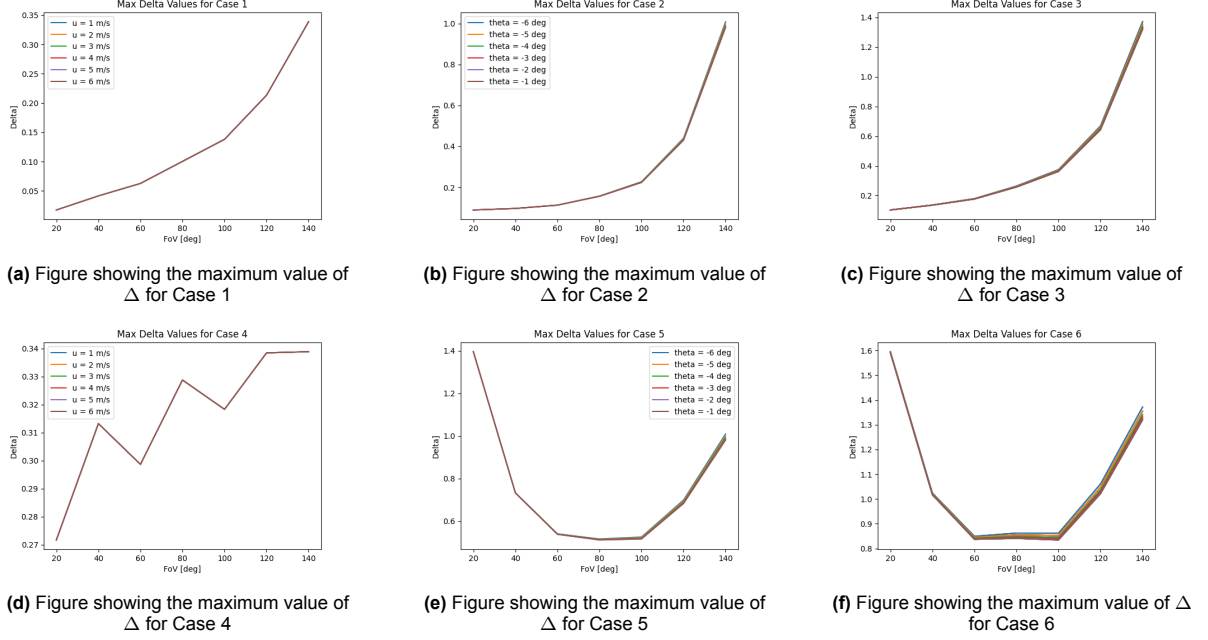 Max Delta Values for Case 1
0.35
0.30
0.25
0.20
0.15
0.10
0.05
Delta]
u = 1 m/s
u = 2 m/s
u = 3 m/s
u = 4 m/s
u = 5 m/s
u = 6 m/s
20 40 60 80 100 120 140
FoV [deg]
(a) Figure showing the maximum value of
Δ for Case 1
Max Delta Values for Case 2
1.0
0.8
0.6
0.4
0.2
Delta]
theta = -6 deg
theta = -5 deg
theta = -4 deg
theta = -3 deg
theta = -2 deg
theta = -1 deg
20 40 60 80 100 120 140
FoV [deg]
(b) Figure showing the maximum value of
Δ for Case 2
Max Delta Values for Case 3
1.4
1.2
1.0
0.8
0.6
0.4
0.2
Delta]
20 40 60 80 100 120 140
FoV [deg]
(c) Figure showing the maximum value of
Δ for Case 3
Max Delta Values for Case 4
0.34
0.33
0.32
0.31
0.30
0.29
0.28
0.27
Delta]
u = 1 m/s
u = 2 m/s
u = 3 m/s
u = 4 m/s
u = 5 m/s
u = 6 m/s
20 40 60 80 100 120 140
FoV [deg]
(d) Figure showing the maximum value of
Δ for Case 4
Max Delta Values for Case 5
1.4
1.2
1.0
0.8
0.6
Delta]
theta = -6 deg
theta = -5 deg
theta = -4 deg
theta = -3 deg
theta = -2 deg
theta = -1 deg
20 40 60 80 100 120 140
FoV [deg]
(e) Figure showing the maximum value of
Δ for Case 5
Max Delta Values for Case 6
1.6
1.5
1.4
1.3
1.2
1.1
1.0
0.9
0.8
Delta]
20 40 60 80 100 120 140
FoV [deg]
(f) Figure showing the maximum value of Δ
for Case 6